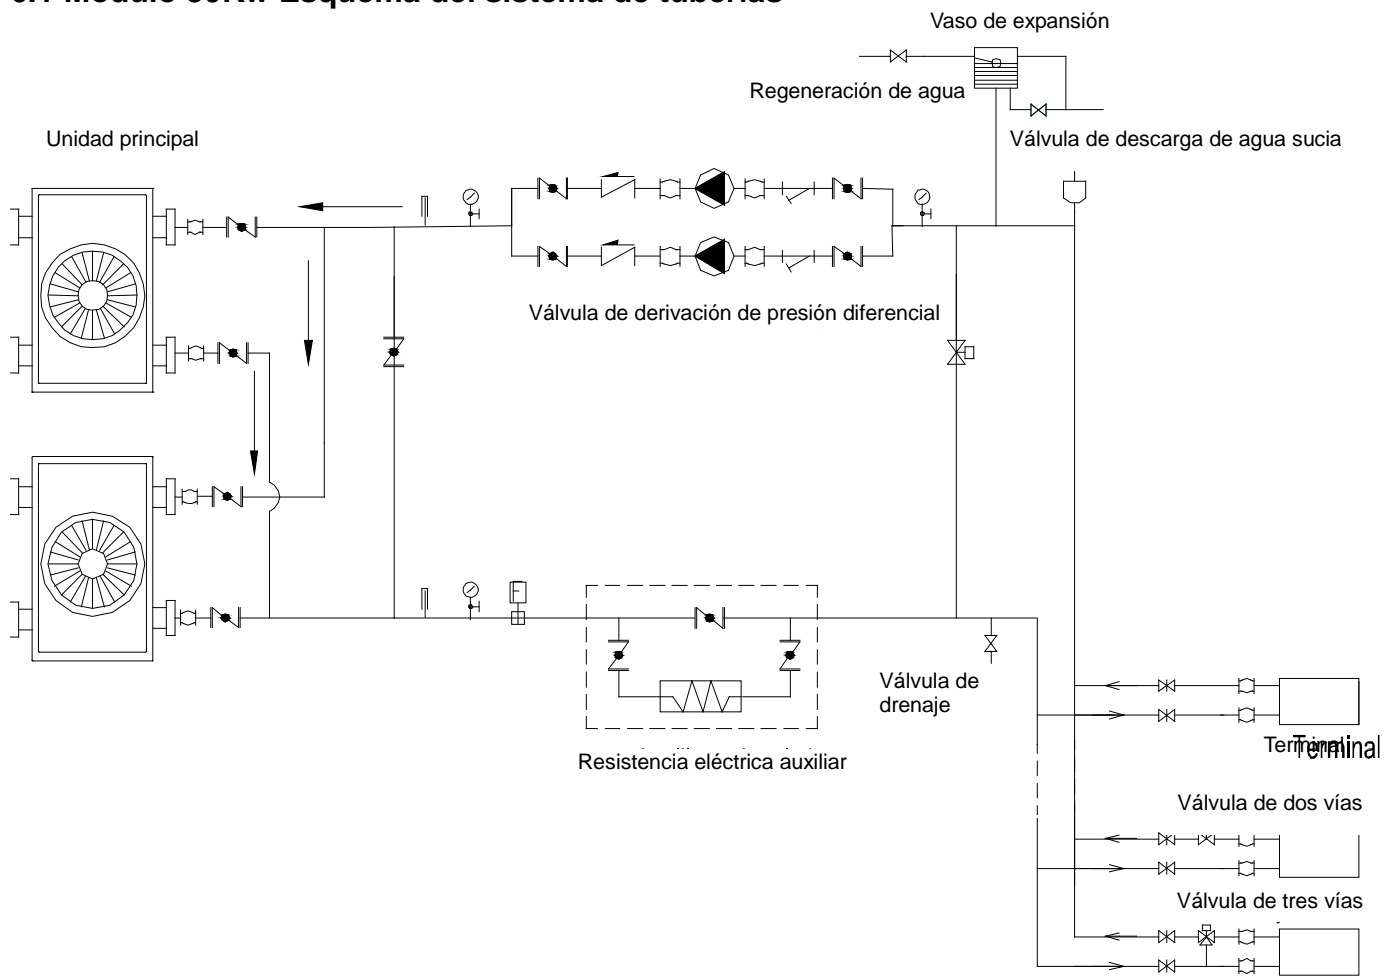 Vaso de expansión
Regeneración de agua
Válvula de descarga de agua sucia
Unidad principal
Válvula de derivación de presión diferencial
Válvula de
drenaje
Resistencia eléctrica auxiliar
Terminal
Terminal
Válvula de dos vías
Válvula de tres vías